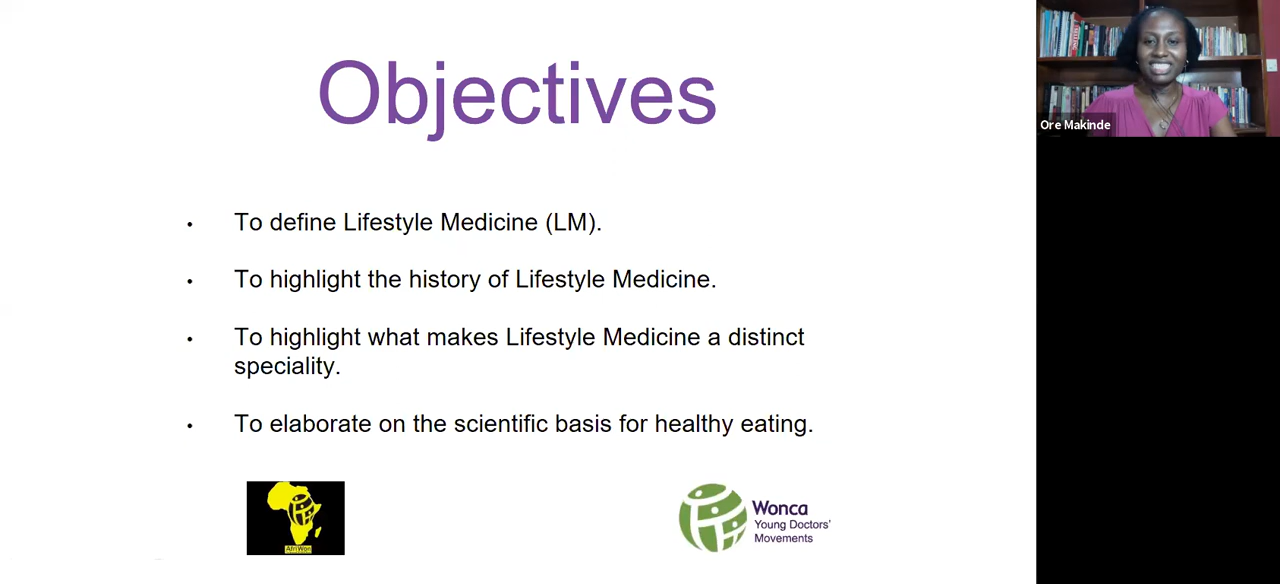 Objectives
Ore Makinde
• To define Lifestyle Medicine (LM).
• To highlight the history of Lifestyle Medicine.
• To highlight what makes Lifestyle Medicine a distinct
speciality.
• To elaborate on the scientific basis for healthy eating.
AfriWon
Wonca
Young Doctors'
Movements